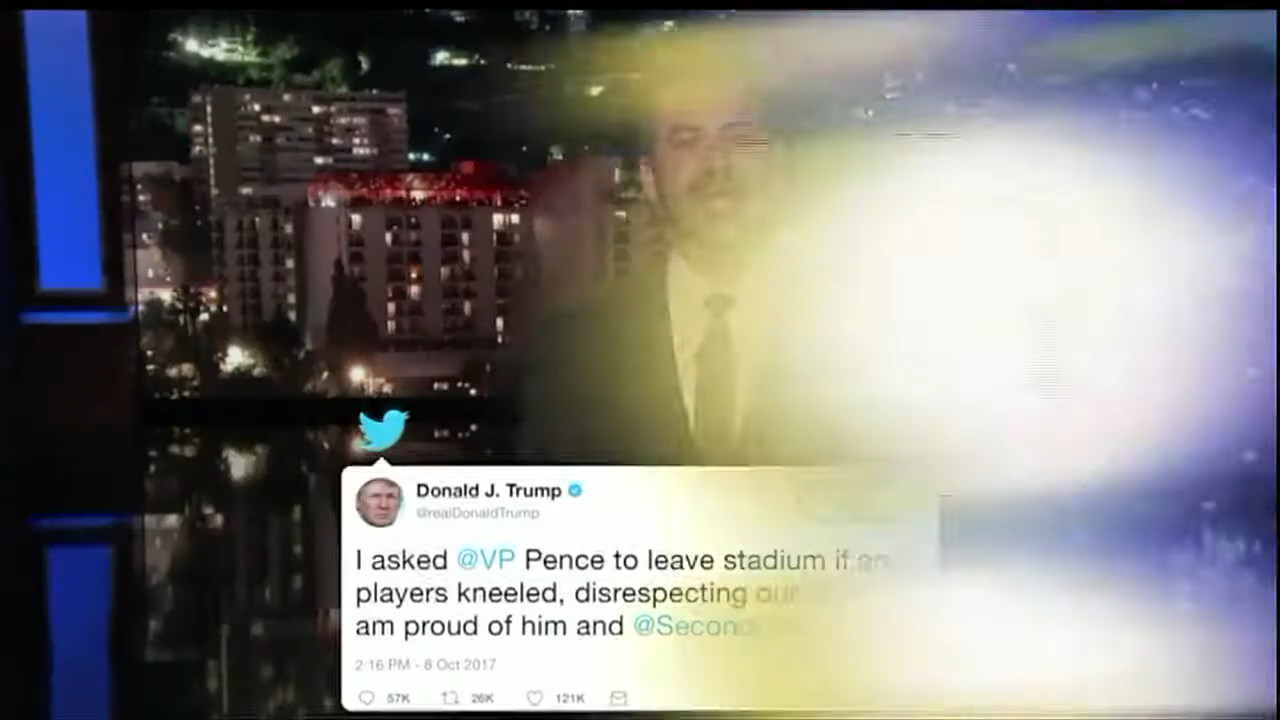 Donald J. Trump
@realDonaldTrump
I asked @VP Pence to leave stadium if
players kneeled, disrespecting our
am proud of him and @Second
2:16 PM - 8 Oct 2017
57K 26K 121K